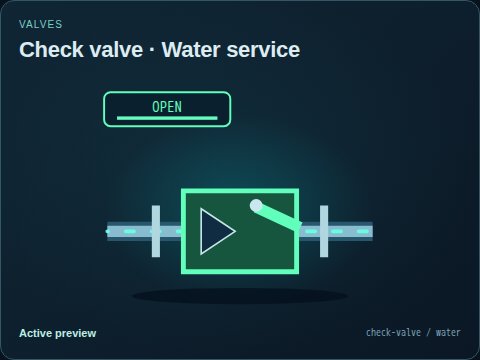 VALVES
Check valve · Water service
OPEN
Active preview
check-valve / water